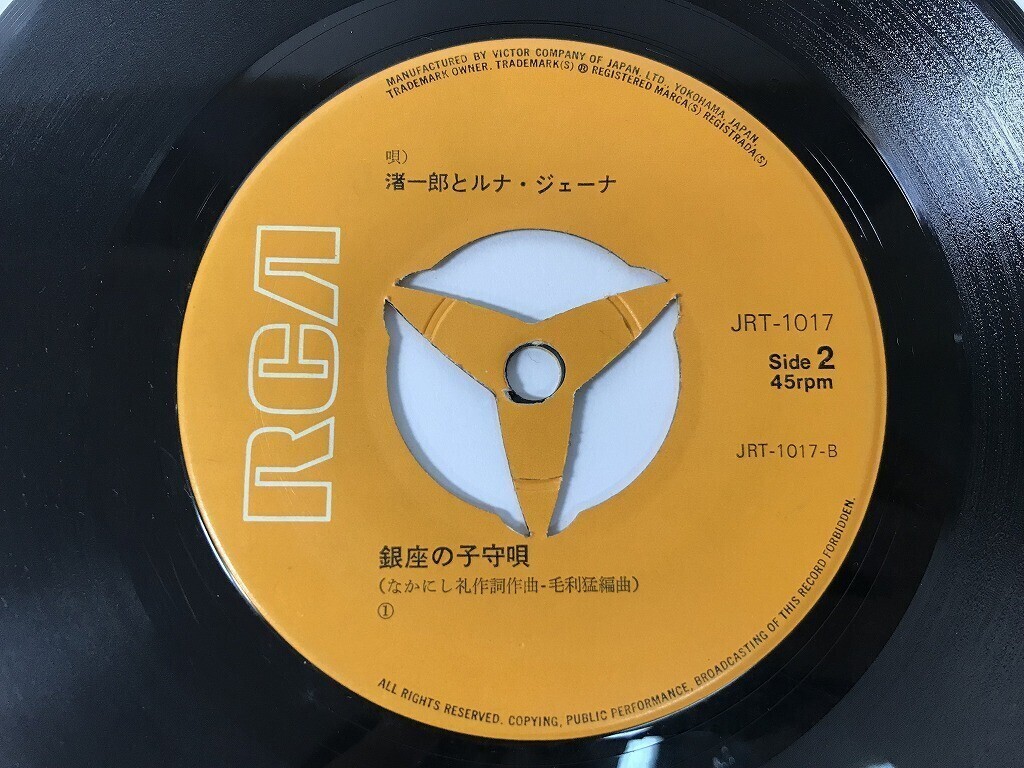 MANUFACTURED BY VICTOR COMPANY OF JAPAN, LTD., YOKOHAMA, JAPAN,
TRADEMARK OWNER. TRADEMARK(S) ® REGISTERED MARCA(S) REGISTRADA(S)
唄)
渚一郎とルナ・ジェーナ
RCA
JRT-1017
Side 2
45rpm
JRT-1017-B
銀座の子守唄
(なかにし礼作詞作曲-毛利猛編曲)
①
ALL RIGHTS RESERVED. COPYING, PUBLIC PERFORMANCE, BROADCASTING OF THIS RECORD FORBIDDEN.